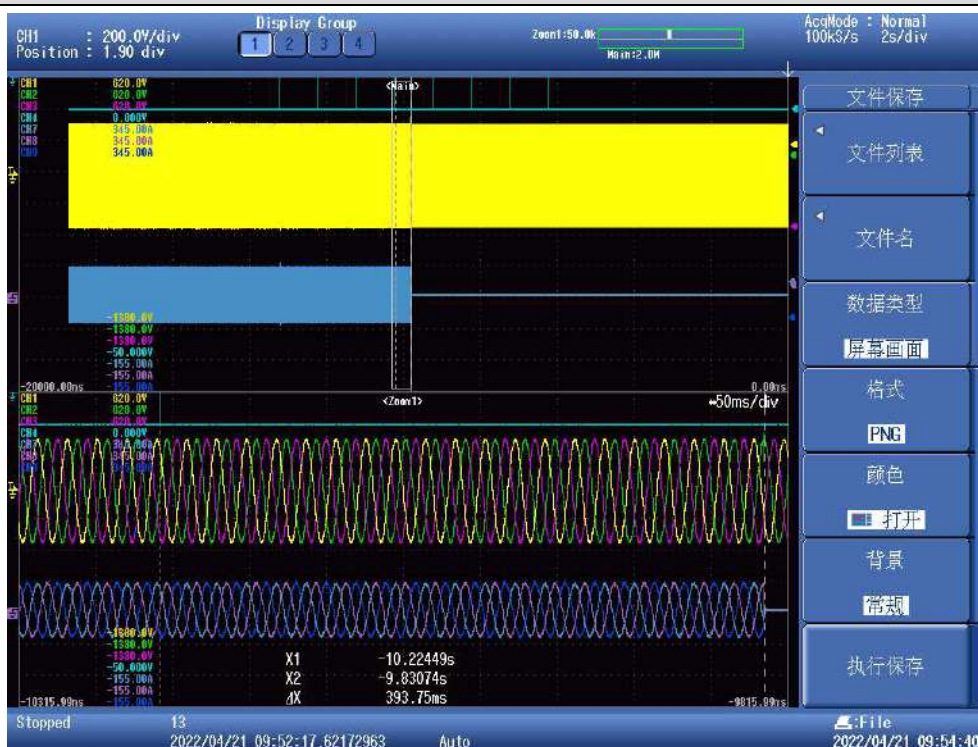 CH1 : 200.0V/div
Position : 1.90 div
Display Group
1 2 3 4
Zoom1:50.0k
Main:2.0M
AcqMode : Normal
100kS/s 2s/div
CH1 620.0V
CH2 620.0V
CH3 620.0V
CH4 0.000V
CH7 345.00A
CH8 345.00A
CH9 345.00A
<Main>
-1380.0V
-1380.0V
-1380.0V
-50.000V
-155.00A
-155.00A
-155.00A
-20000.00ms
0.00ms
CH1 620.0V
CH2 620.0V
CH3 620.0V
CH4 0.000V
<Zoom1>
50ms/div
-1380.0V
-1380.0V
-1380.0V
-50.000V
-155.00A
-155.00A
-155.00A
X1 -10.22449s
X2 -9.83074s
ΔX 393.75ms
-10315.99ms
-9815.99ms
文件保存
文件列表
文件名
数据类型
屏幕画面
格式
PNG
颜色
打开
背景
常规
执行保存
Stopped 13
2022/04/21 09:52:17.62172963 Auto
:File
2022/04/21 09:54:40